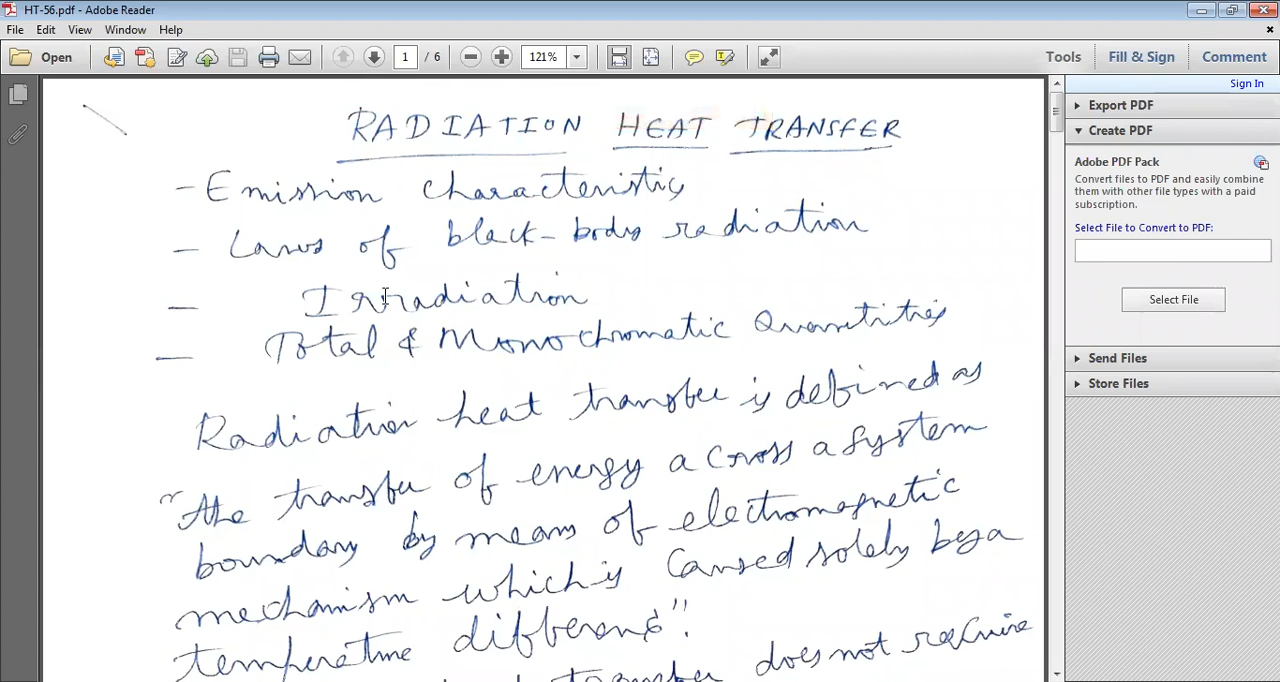 HT-56.pdf - Adobe Reader
File Edit View Window Help
Open 1 / 6 121% Tools Fill & Sign Comment
Sign In
Export PDF
Create PDF
Adobe PDF Pack
Convert files to PDF and easily combine
them with other file types with a paid
subscription.
Select File to Convert to PDF:
Select File
Send Files
Store Files
RADIATION HEAT TRANSFER
- Emission characteristics
- Laws of black-body radiation
- Irradiation
- Total & Monochromatic Quantities
Radiation heat transfer is defined as
"the transfer of energy across a system
boundary by means of electromagnetic
mechanism which is caused solely by a
temperature difference".
transfer does not require